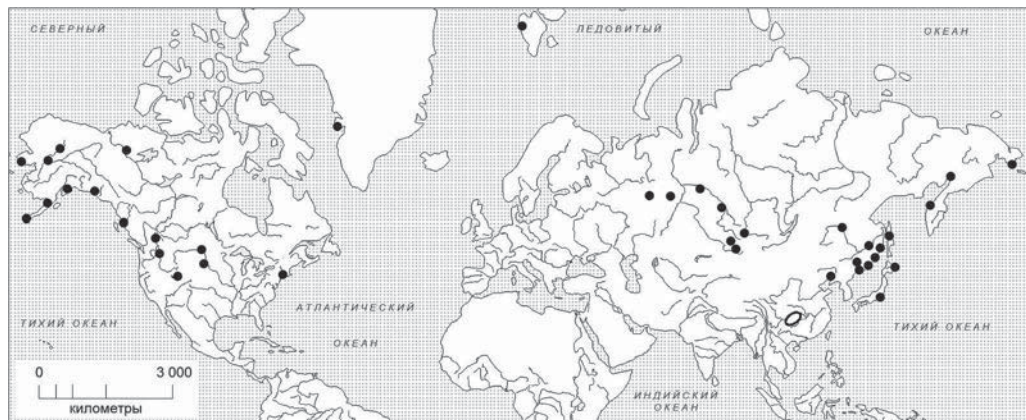 СЕВЕРНЫЙ
ЛЕДОВИТЫЙ
ОКЕАН
АТЛАНТИЧЕСКИЙ
ОКЕАН
ТИХИЙ ОКЕАН
ТИХИЙ ОКЕАН
ИНДИЙСКИЙ
ОКЕАН
0 3 000
километры